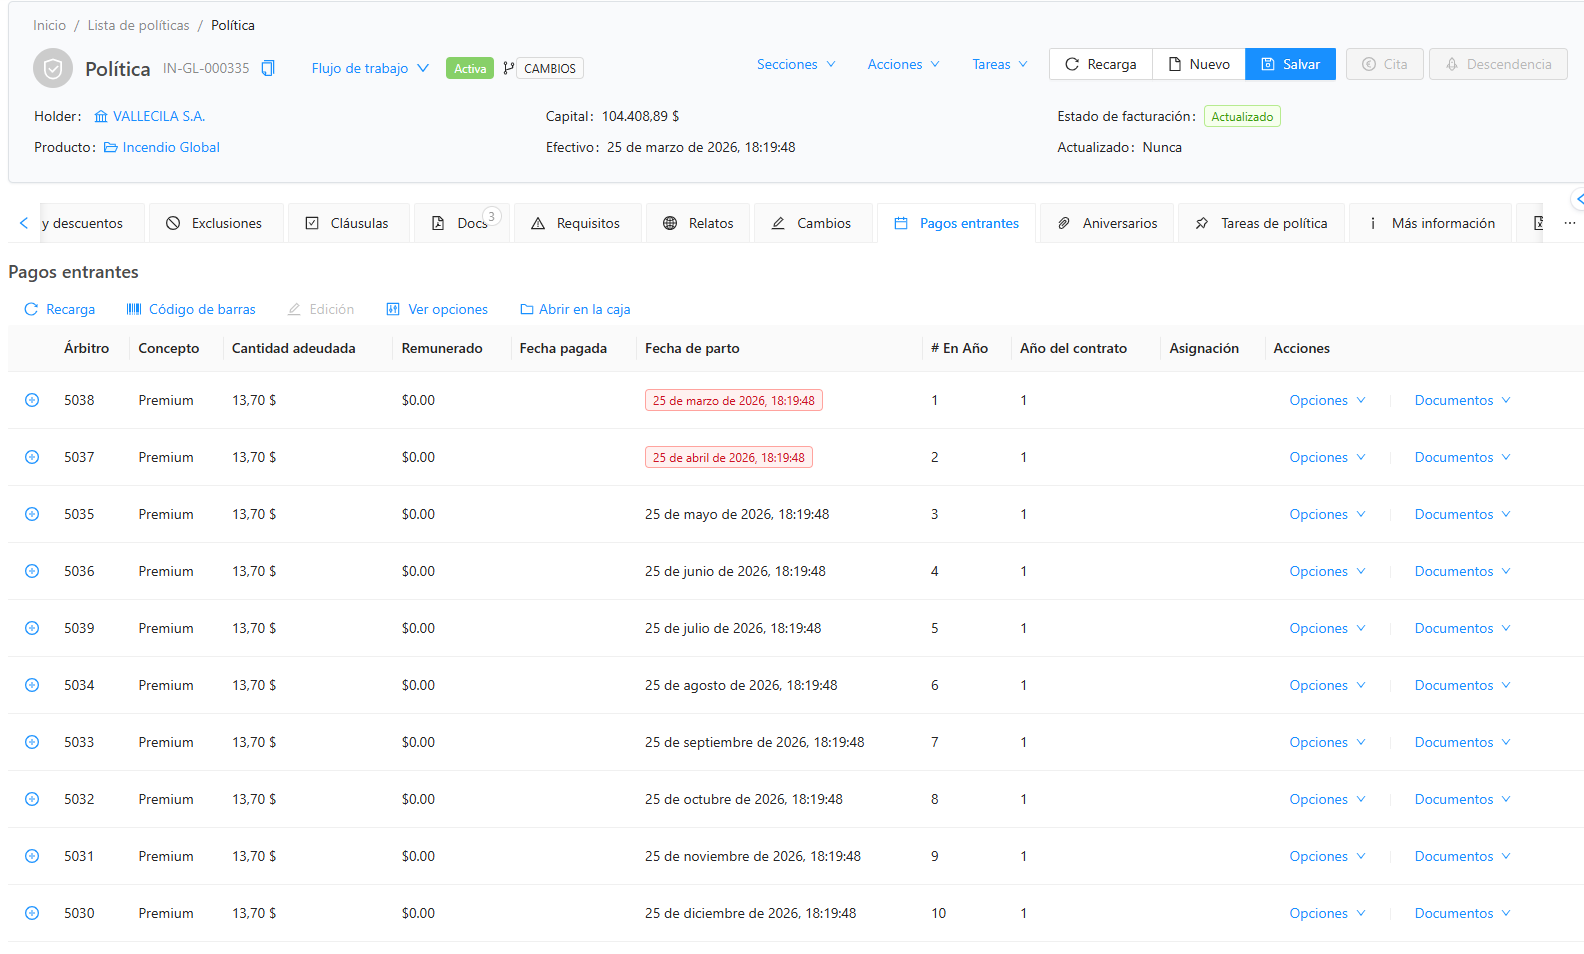 Inicio / Lista de políticas / Política
Política IN-GL-000335 Flujo de trabajo Activa CAMBIOS Secciones Acciones Tareas Recarga Nuevo Salvar Cita Descendencia
Holder: VALLECILA S.A. Capital: 104.408,89 $ Estado de facturación: Actualizado
Producto: Incendio Global Efectivo: 25 de marzo de 2026, 18:19:48 Actualizado: Nunca
y descuentos Exclusiones Cláusulas Docs 3 Requisitos Relatos Cambios Pagos entrantes Aniversarios Tareas de política Más información ...
Pagos entrantes
Recarga Código de barras Edición Ver opciones Abrir en la caja
Árbitro Concepto Cantidad adeudada Remunerado Fecha pagada Fecha de parto # En Año Año del contrato Asignación Acciones
5038 Premium 13,70 $ $0.00 25 de marzo de 2026, 18:19:48 1 1 Opciones Documentos
5037 Premium 13,70 $ $0.00 25 de abril de 2026, 18:19:48 2 1 Opciones Documentos
5035 Premium 13,70 $ $0.00 25 de mayo de 2026, 18:19:48 3 1 Opciones Documentos
5036 Premium 13,70 $ $0.00 25 de junio de 2026, 18:19:48 4 1 Opciones Documentos
5039 Premium 13,70 $ $0.00 25 de julio de 2026, 18:19:48 5 1 Opciones Documentos
5034 Premium 13,70 $ $0.00 25 de agosto de 2026, 18:19:48 6 1 Opciones Documentos
5033 Premium 13,70 $ $0.00 25 de septiembre de 2026, 18:19:48 7 1 Opciones Documentos
5032 Premium 13,70 $ $0.00 25 de octubre de 2026, 18:19:48 8 1 Opciones Documentos
5031 Premium 13,70 $ $0.00 25 de noviembre de 2026, 18:19:48 9 1 Opciones Documentos
5030 Premium 13,70 $ $0.00 25 de diciembre de 2026, 18:19:48 10 1 Opciones Documentos